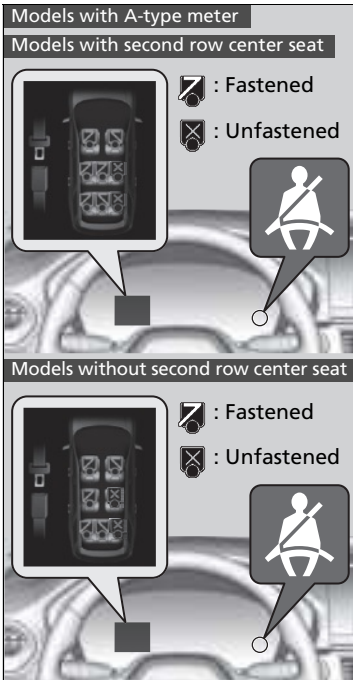 Models with A-type meter
Models with second row center seat
: Fastened
: Unfastened
Models without second row center seat
: Fastened
: Unfastened